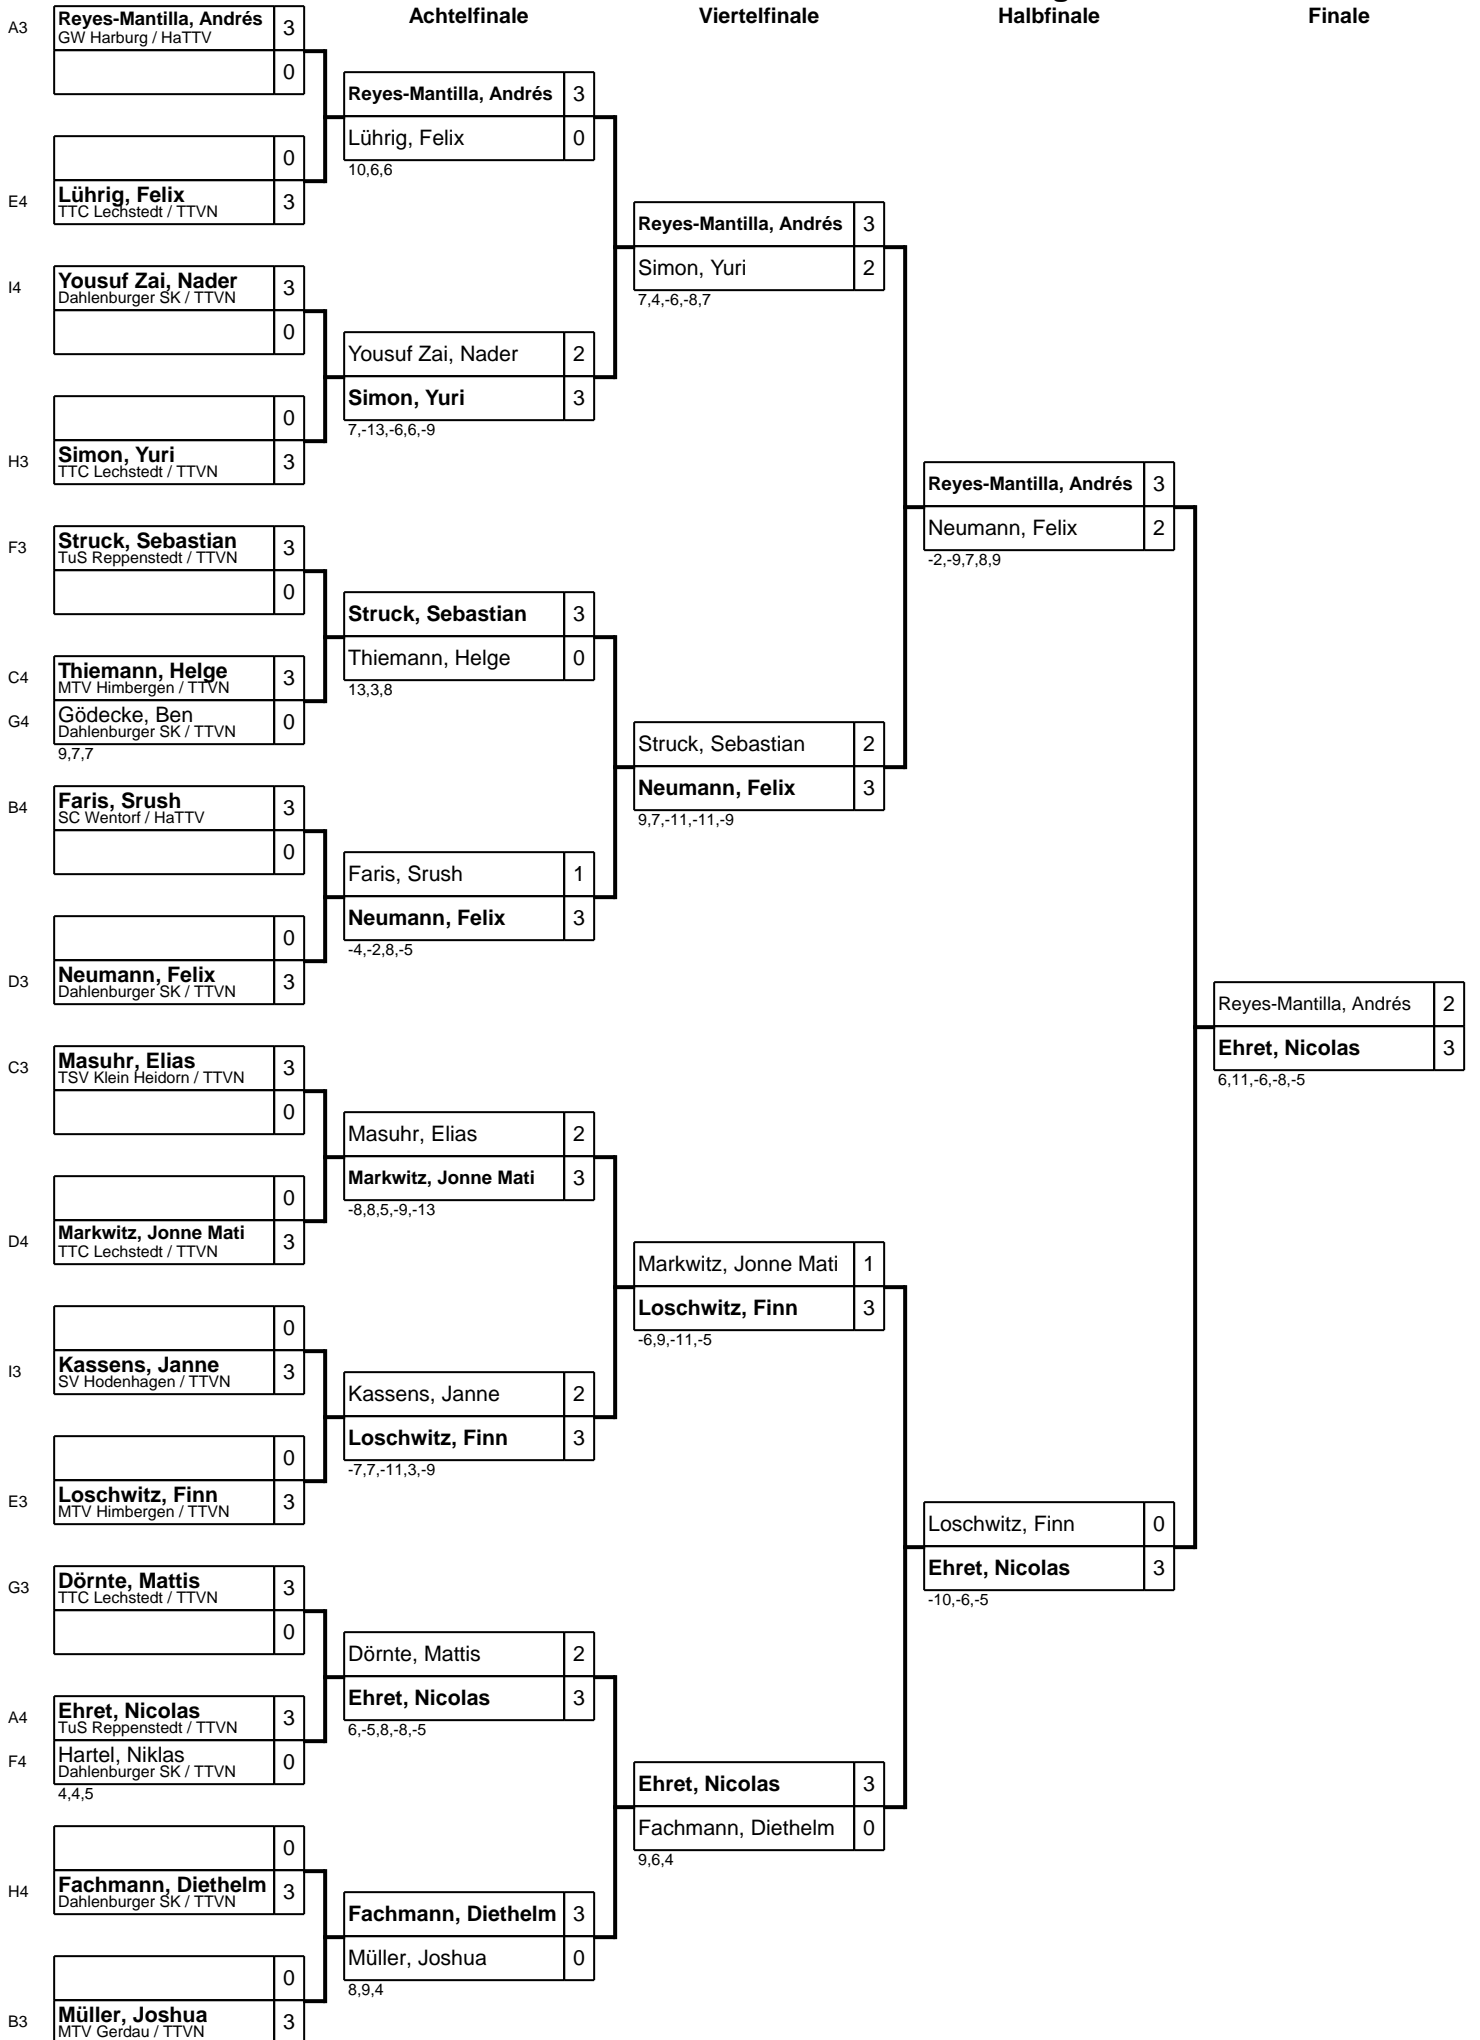 Achtelfinale
Viertelfinale
Halbfinale
Finale
A3
Reyes-Mantilla, Andrés 3
GW Harburg / HaTTV
0
0
E4
Lührig, Felix 3
TTC Lechstedt / TTVN
I4
Yousuf Zai, Nader 3
Dahlenburger SK / TTVN
0
0
H3
Simon, Yuri 3
TTC Lechstedt / TTVN
F3
Struck, Sebastian 3
TuS Reppenstedt / TTVN
0
C4
Thiemann, Helge 3
MTV Himbergen / TTVN
G4
Gödecke, Ben 0
Dahlenburger SK / TTVN
9,7,7
B4
Faris, Srush 3
SC Wentorf / HaTTV
0
0
D3
Neumann, Felix 3
Dahlenburger SK / TTVN
C3
Masuhr, Elias 3
TSV Klein Heidorn / TTVN
0
0
D4
Markwitz, Jonne Mati 3
TTC Lechstedt / TTVN
0
I3
Kassens, Janne 3
SV Hodenhagen / TTVN
0
E3
Loschwitz, Finn 3
MTV Himbergen / TTVN
G3
Dörnte, Mattis 3
TTC Lechstedt / TTVN
0
A4
Ehret, Nicolas 3
TuS Reppenstedt / TTVN
F4
Hartel, Niklas 0
Dahlenburger SK / TTVN
4,4,5
0
H4
Fachmann, Diethelm 3
Dahlenburger SK / TTVN
0
B3
Müller, Joshua 3
MTV Gerdau / TTVN
Reyes-Mantilla, Andrés 3
Lührig, Felix 0
10,6,6
Yousuf Zai, Nader 2
Simon, Yuri 3
7,-13,-6,6,-9
Struck, Sebastian 3
Thiemann, Helge 0
13,3,8
Faris, Srush 1
Neumann, Felix 3
-4,-2,8,-5
Masuhr, Elias 2
Markwitz, Jonne Mati 3
-8,8,5,-9,-13
Kassens, Janne 2
Loschwitz, Finn 3
-7,7,-11,3,-9
Dörnte, Mattis 2
Ehret, Nicolas 3
6,-5,8,-8,-5
Fachmann, Diethelm 3
Müller, Joshua 0
8,9,4
Reyes-Mantilla, Andrés 3
Simon, Yuri 2
7,4,-6,-8,7
Struck, Sebastian 2
Neumann, Felix 3
9,7,-11,-11,-9
Markwitz, Jonne Mati 1
Loschwitz, Finn 3
-6,9,-11,-5
Ehret, Nicolas 3
Fachmann, Diethelm 0
9,6,4
Reyes-Mantilla, Andrés 3
Neumann, Felix 2
-2,-9,7,8,9
Loschwitz, Finn 0
Ehret, Nicolas 3
-10,-6,-5
Reyes-Mantilla, Andrés 2
Ehret, Nicolas 3
6,11,-6,-8,-5